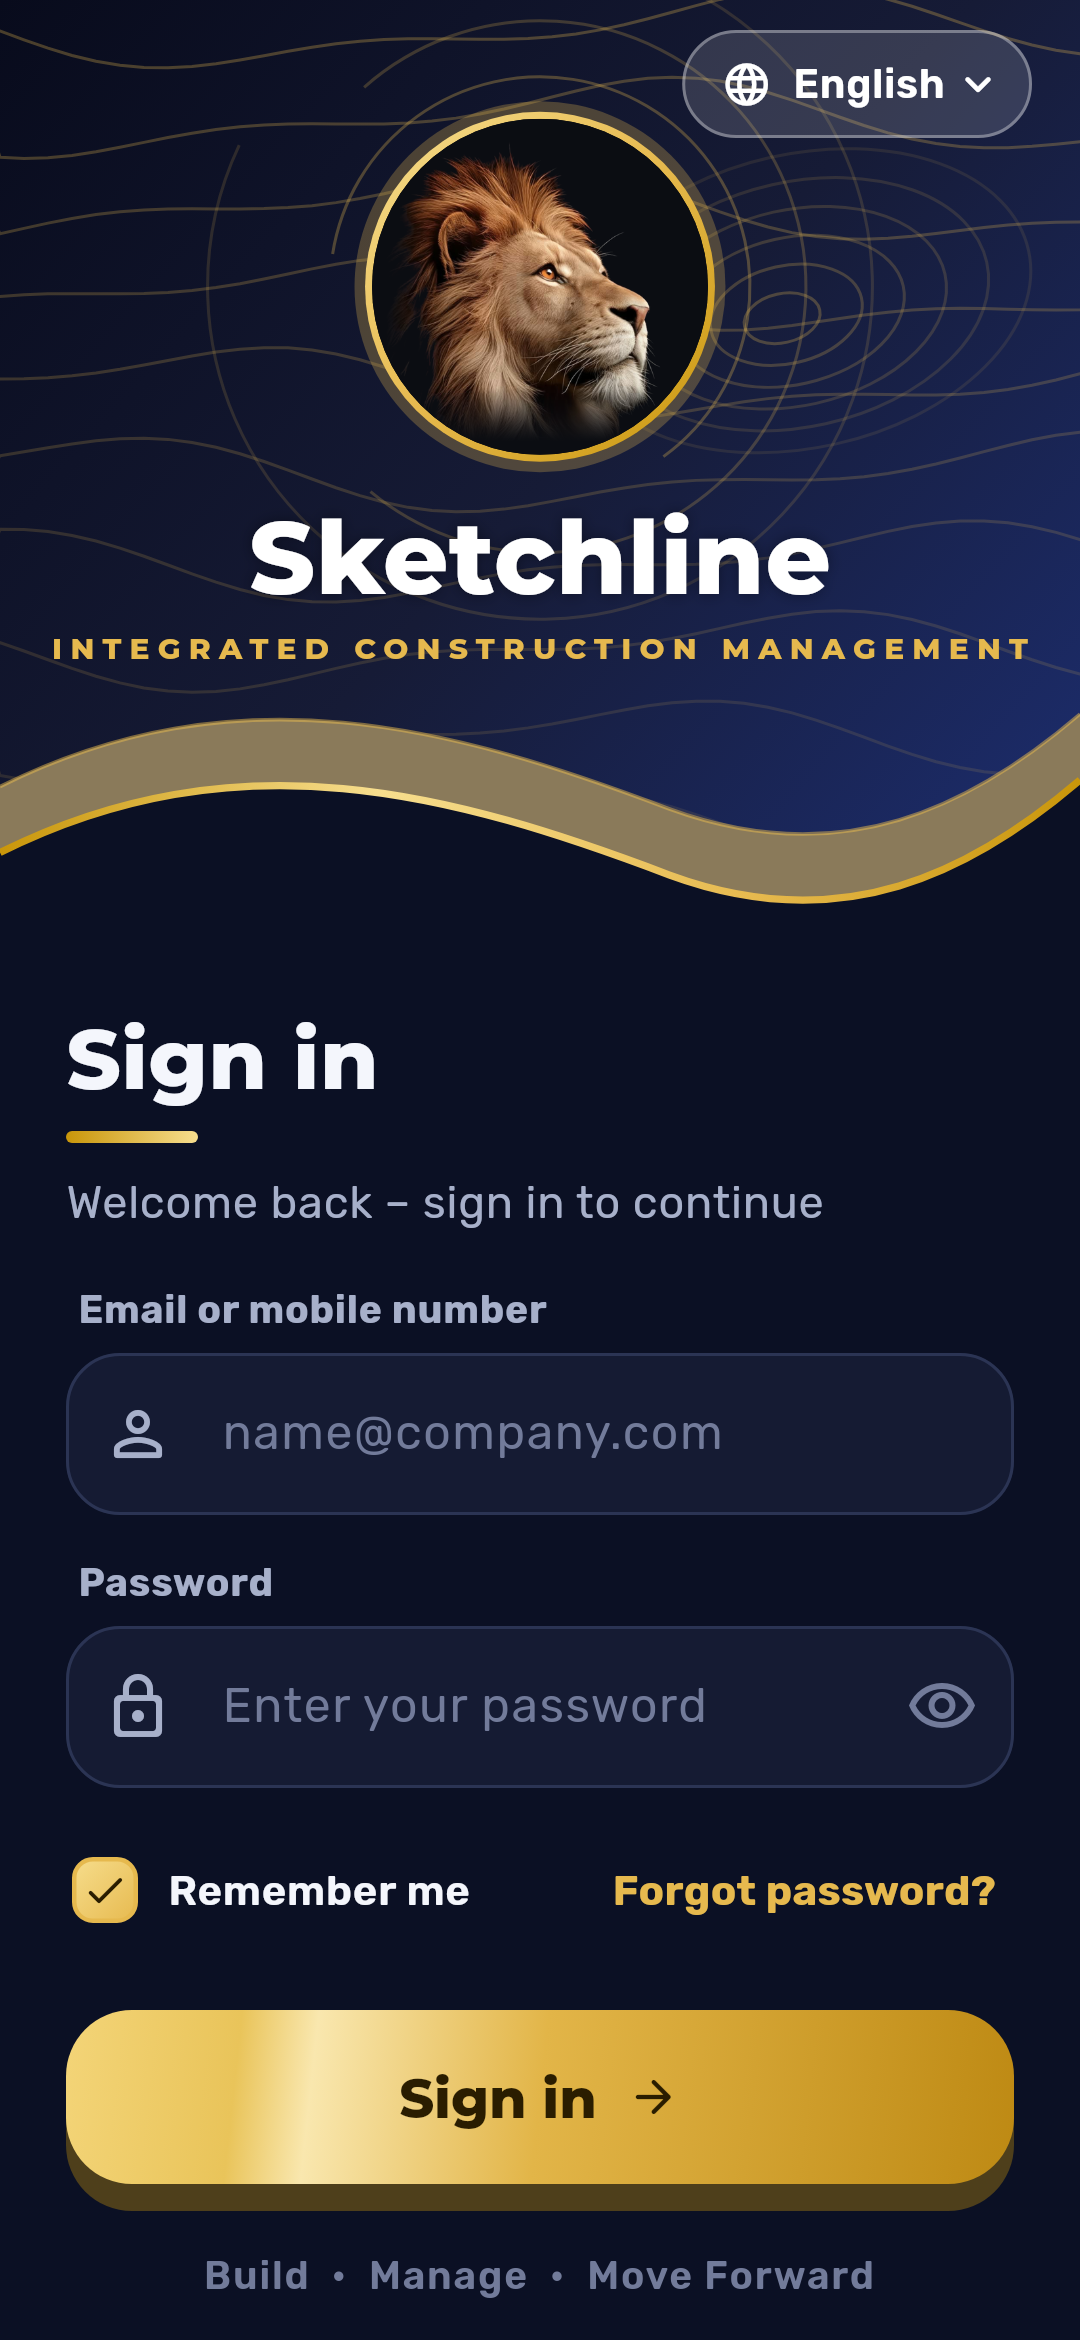 English
Sketchline
INTEGRATED CONSTRUCTION MANAGEMENT
Sign in
Welcome back – sign in to continue
Email or mobile number
name@company.com
Password
Enter your password
Remember me
Forgot password?
Sign in →
Build • Manage • Move Forward